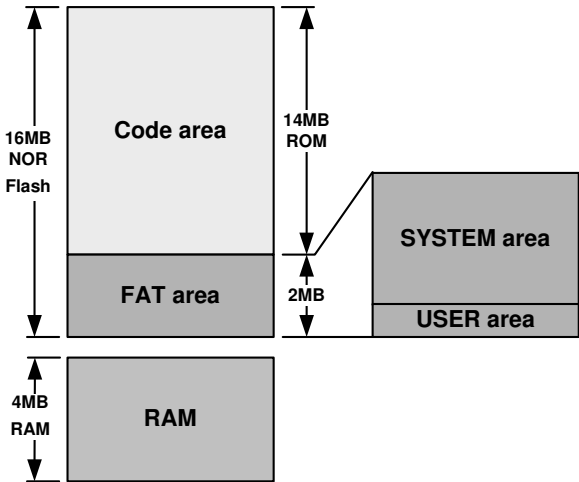 16MB
NOR
Flash
Code area
14MB
ROM
FAT area
2MB
SYSTEM area
USER area
4MB
RAM
RAM